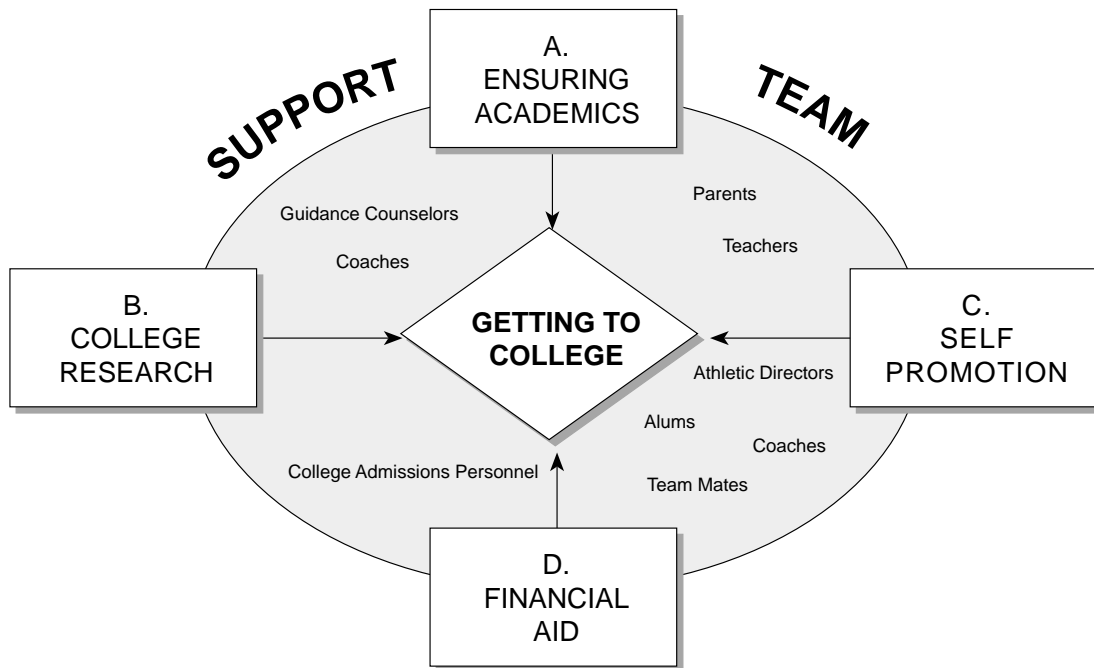 SUPPORT
TEAM
A.
ENSURING
ACADEMICS
Parents
Guidance Counselors
Teachers
Coaches
B.
COLLEGE
RESEARCH
GETTING TO
COLLEGE
C.
SELF
PROMOTION
Athletic Directors
Alums
Coaches
College Admissions Personnel
Team Mates
D.
FINANCIAL
AID